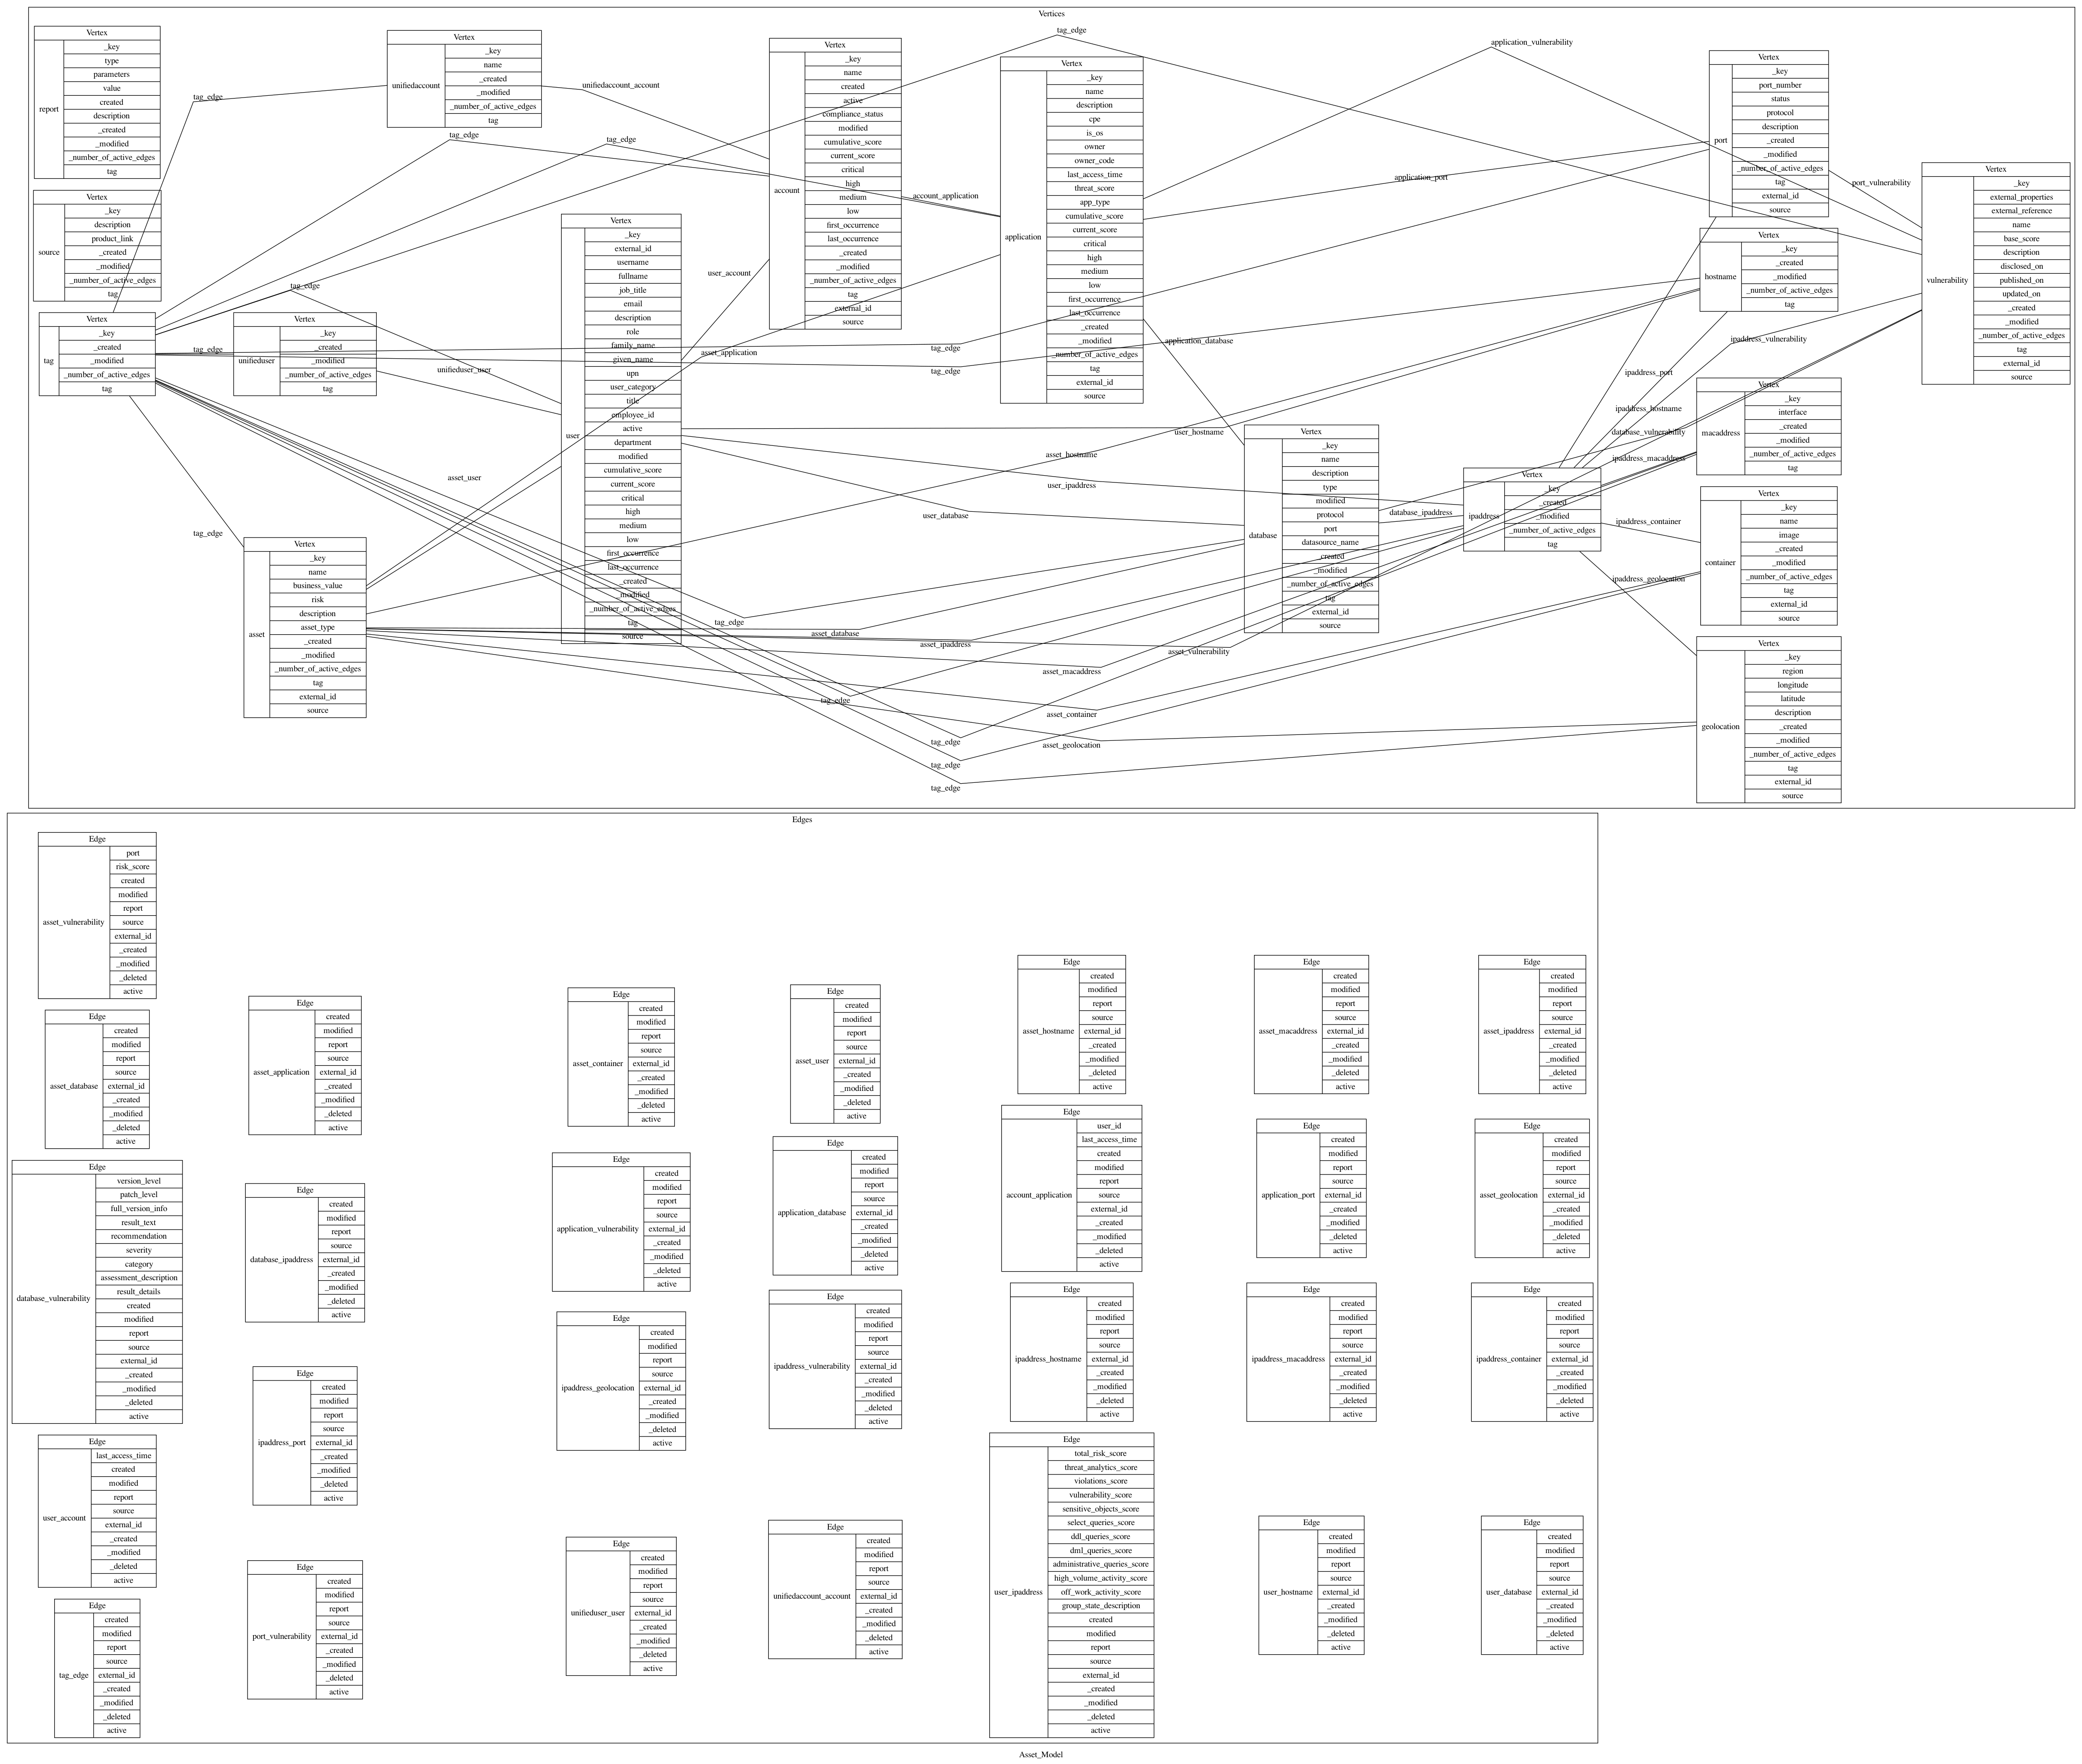 Vertices
Vertex
report
_key
type
parameters
value
created
description
_created
_modified
_number_of_active_edges
tag
Vertex
source
_key
description
product_link
_created
_modified
_number_of_active_edges
tag
Vertex
tag
_key
_created
_modified
_number_of_active_edges
tag
Vertex
unifiedaccount
_key
name
_created
_modified
_number_of_active_edges
tag
Vertex
unifieduser
_key
_created
_modified
_number_of_active_edges
tag
Vertex
asset
_key
name
business_value
risk
description
asset_type
_created
_modified
_number_of_active_edges
tag
external_id
source
Vertex
user
_key
external_id
username
fullname
job_title
email
description
role
family_name
given_name
upn
user_category
title
employee_id
active
department
modified
cumulative_score
current_score
critical
high
medium
low
first_occurrence
last_occurrence
_created
_modified
_number_of_active_edges
tag
source
Vertex
account
_key
name
created
active
compliance_status
modified
cumulative_score
current_score
critical
high
medium
low
first_occurrence
last_occurrence
_created
_modified
_number_of_active_edges
tag
external_id
source
Vertex
application
_key
name
description
cpe
is_os
owner
owner_code
last_access_time
threat_score
app_type
cumulative_score
current_score
critical
high
medium
low
first_occurrence
last_occurrence
_created
_modified
_number_of_active_edges
tag
external_id
source
Vertex
database
_key
name
description
type
modified
protocol
port
datasource_name
_created
_modified
_number_of_active_edges
tag
external_id
source
Vertex
ipaddress
_key
_created
_modified
_number_of_active_edges
tag
Vertex
port
_key
port_number
status
protocol
description
_created
_modified
_number_of_active_edges
tag
external_id
source
Vertex
hostname
_key
_created
_modified
_number_of_active_edges
tag
Vertex
macaddress
_key
interface
_created
_modified
_number_of_active_edges
tag
Vertex
container
_key
name
image
_created
_modified
_number_of_active_edges
tag
external_id
source
Vertex
geolocation
_key
region
longitude
latitude
description
_created
_modified
_number_of_active_edges
tag
external_id
source
Vertex
vulnerability
_key
external_properties
external_reference
name
base_score
description
disclosed_on
published_on
updated_on
_created
_modified
_number_of_active_edges
tag
external_id
source
tag_edge
tag_edge
tag_edge
tag_edge
tag_edge
tag_edge
tag_edge
tag_edge
tag_edge
tag_edge
tag_edge
tag_edge
tag_edge
tag_edge
unifiedaccount_account
unifieduser_user
user_account
account_application
asset_application
asset_user
application_vulnerability
application_port
application_database
port_vulnerability
user_hostname
asset_hostname
user_ipaddress
user_database
database_ipaddress
ipaddress_vulnerability
ipaddress_port
ipaddress_hostname
database_vulnerability
ipaddress_macaddress
ipaddress_container
ipaddress_geolocation
asset_database
asset_ipaddress
asset_vulnerability
asset_macaddress
asset_container
asset_geolocation
Edges
Edge
asset_vulnerability
port
risk_score
created
modified
report
source
external_id
_created
_modified
_deleted
active
Edge
asset_database
created
modified
report
source
external_id
_created
_modified
_deleted
active
Edge
database_vulnerability
version_level
patch_level
full_version_info
result_text
recommendation
severity
category
assessment_description
result_details
created
modified
report
source
external_id
_created
_modified
_deleted
active
Edge
user_account
last_access_time
created
modified
report
source
external_id
_created
_modified
_deleted
active
Edge
tag_edge
created
modified
report
source
external_id
_created
_modified
_deleted
active
Edge
asset_application
created
modified
report
source
external_id
_created
_modified
_deleted
active
Edge
database_ipaddress
created
modified
report
source
external_id
_created
_modified
_deleted
active
Edge
ipaddress_port
created
modified
report
source
external_id
_created
_modified
_deleted
active
Edge
port_vulnerability
created
modified
report
source
external_id
_created
_modified
_deleted
active
Edge
asset_container
created
modified
report
source
external_id
_created
_modified
_deleted
active
Edge
application_vulnerability
created
modified
report
source
external_id
_created
_modified
_deleted
active
Edge
ipaddress_geolocation
created
modified
report
source
external_id
_created
_modified
_deleted
active
Edge
unifieduser_user
created
modified
report
source
external_id
_created
_modified
_deleted
active
Edge
asset_user
created
modified
report
source
external_id
_created
_modified
_deleted
active
Edge
application_database
created
modified
report
source
external_id
_created
_modified
_deleted
active
Edge
ipaddress_vulnerability
created
modified
report
source
external_id
_created
_modified
_deleted
active
Edge
unifiedaccount_account
created
modified
report
source
external_id
_created
_modified
_deleted
active
Edge
asset_hostname
created
modified
report
source
external_id
_created
_modified
_deleted
active
Edge
account_application
user_id
last_access_time
created
modified
report
source
external_id
_created
_modified
_deleted
active
Edge
ipaddress_hostname
created
modified
report
source
external_id
_created
_modified
_deleted
active
Edge
user_ipaddress
total_risk_score
threat_analytics_score
violations_score
vulnerability_score
sensitive_objects_score
select_queries_score
ddl_queries_score
dml_queries_score
administrative_queries_score
high_volume_activity_score
off_work_activity_score
group_state_description
created
modified
report
source
external_id
_created
_modified
_deleted
active
Edge
asset_macaddress
created
modified
report
source
external_id
_created
_modified
_deleted
active
Edge
application_port
created
modified
report
source
external_id
_created
_modified
_deleted
active
Edge
ipaddress_macaddress
created
modified
report
source
external_id
_created
_modified
_deleted
active
Edge
user_hostname
created
modified
report
source
external_id
_created
_modified
_deleted
active
Edge
asset_ipaddress
created
modified
report
source
external_id
_created
_modified
_deleted
active
Edge
asset_geolocation
created
modified
report
source
external_id
_created
_modified
_deleted
active
Edge
ipaddress_container
created
modified
report
source
external_id
_created
_modified
_deleted
active
Edge
user_database
created
modified
report
source
external_id
_created
_modified
_deleted
active
Asset_Model